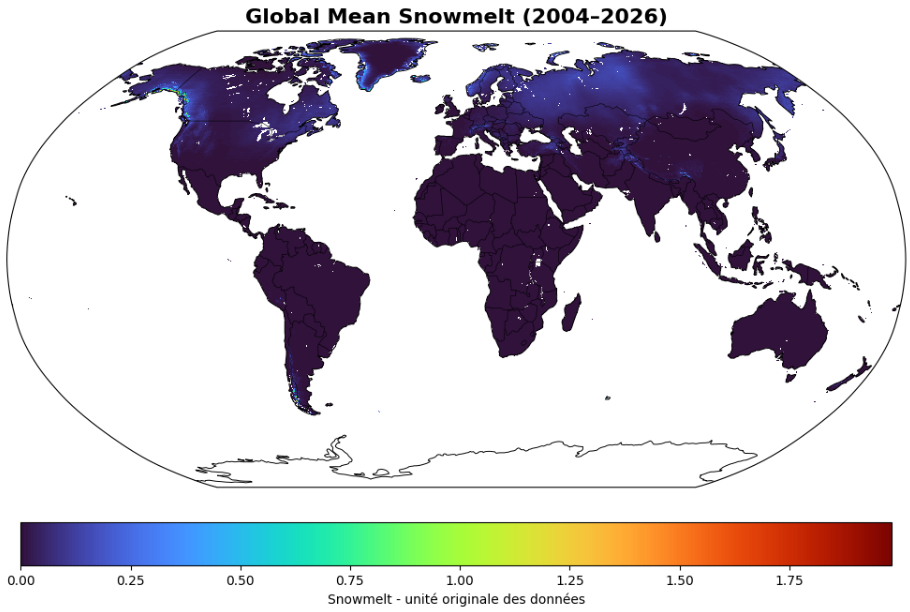 Global Mean Snowmelt (2004–2026)
0.00 0.25 0.50 0.75 1.00 1.25 1.50 1.75
Snowmelt - unité originale des données